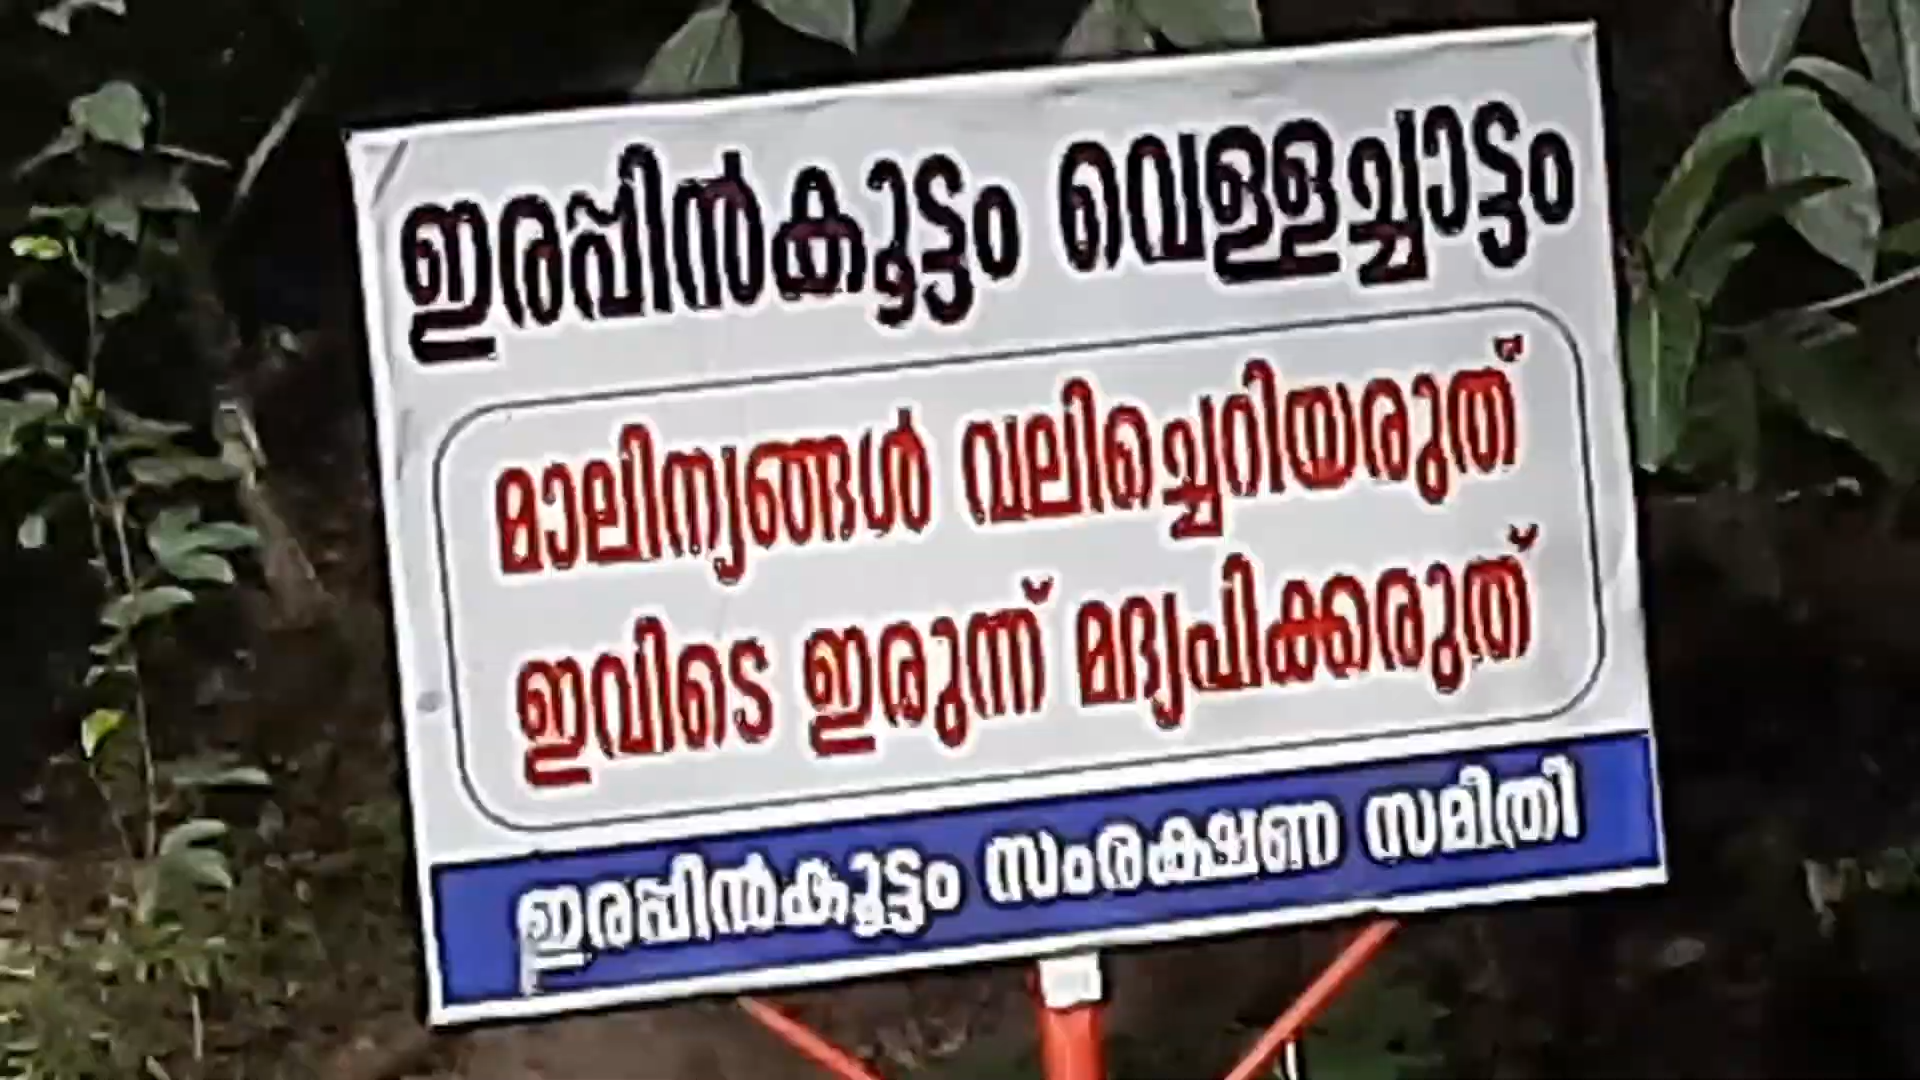 ഇരപ്പിൻകൂട്ടം വെള്ളച്ചാട്ടം
മാലിന്യങ്ങൾ വലിച്ചെറിയരുത്
ഇവിടെ ഇരുന്ന് മദ്യപിക്കരുത്
ഇരപ്പിൻകൂട്ടം സംരക്ഷണ സമിതി